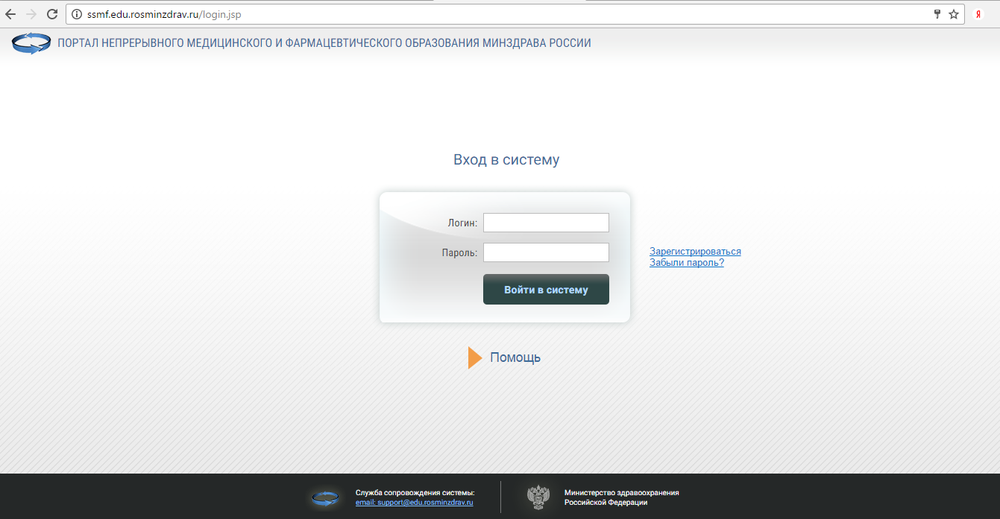 ssmf.edu.rosminzdrav.ru/login.jsp
Я
ПОРТАЛ НЕПРЕРЫВНОГО МЕДИЦИНСКОГО И ФАРМАЦЕВТИЧЕСКОГО ОБРАЗОВАНИЯ МИНЗДРАВА РОССИИ
Вход в систему
Логин:
Пароль:
Войти в систему
Зарегистрироваться
Забыли пароль?
Помощь
Служба сопровождения системы:
email: support@edu.rosminzdrav.ru
Министерство здравоохранения
Российской Федерации